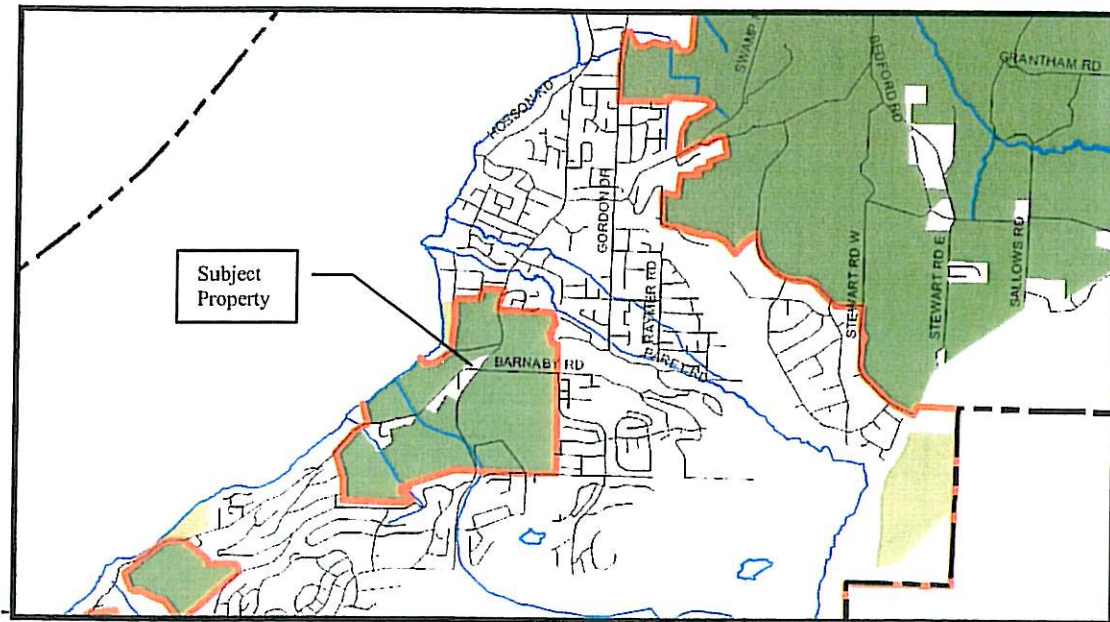 SWAMP
BEDFORD RD
GRANTHAM RD
HOBSON RD
GORDON DR
Subject
Property
RAYMER RD
STEWART RD W
STEWART RD E
SALLOWS RD
BARNABY RD